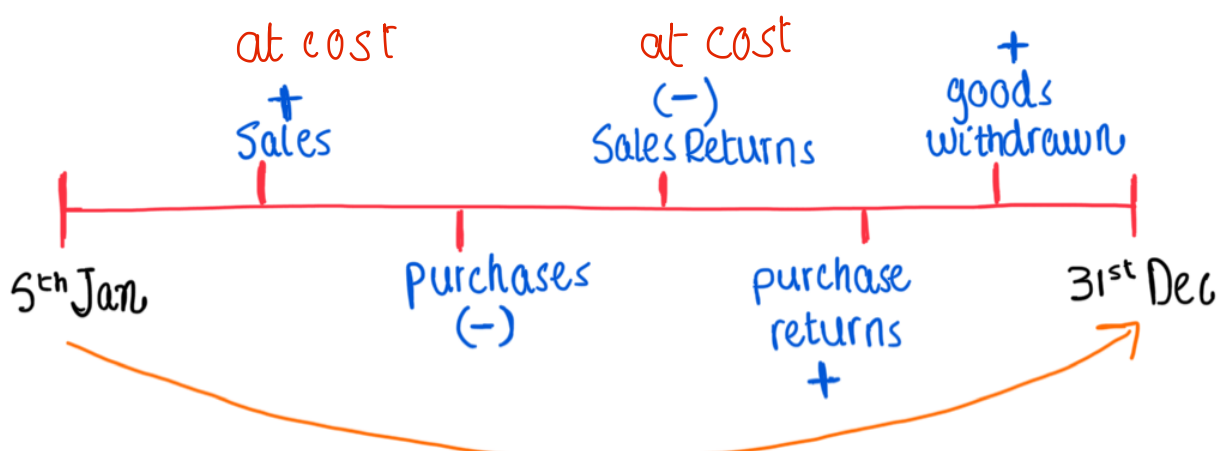 at cost
+
Sales
at cost
(-)
Sales Returns
+
goods
withdrawn
5th Jan
purchases
(-)
purchase
returns
+
31st Dec